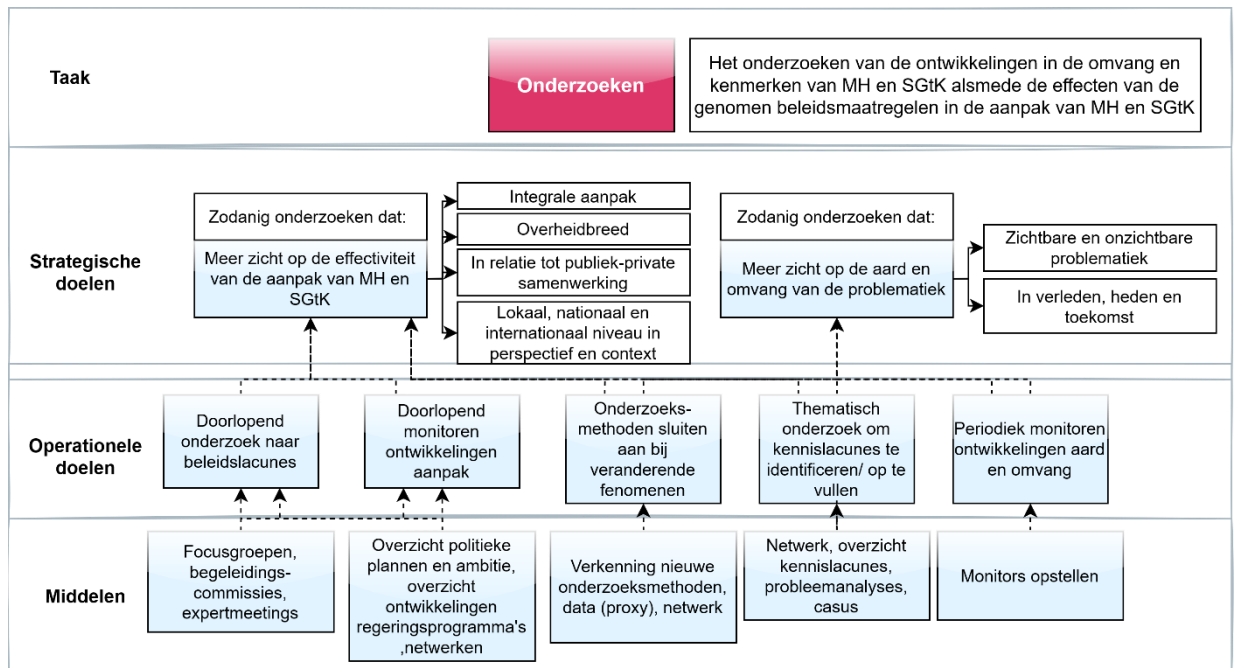 Taak
Onderzoeken
Het onderzoeken van de ontwikkelingen in de omvang en
kenmerken van MH en SGtK alsmede de effecten van de
genomen beleidsmaatregelen in de aanpak van MH en SGtK
Strategische
doelen
Zodanig onderzoeken dat:
Meer zicht op de effectiviteit
van de aanpak van MH en
SGtK
Integrale aanpak
Overheidbreed
In relatie tot publiek-private
samenwerking
Lokaal, nationaal en
internationaal niveau in
perspectief en context
Zodanig onderzoeken dat:
Meer zicht op de aard en
omvang van de problematiek
Zichtbare en onzichtbare
problematiek
In verleden, heden en
toekomst
Operationele
doelen
Doorlopend
onderzoek naar
beleidslacunes
Doorlopend
monitoren
ontwikkelingen
aanpak
Onderzoeks-
methoden sluiten
aan bij
veranderende
fenomenen
Thematisch
onderzoek om
kennislacunes te
identificeren/ op te
vullen
Periodiek monitoren
ontwikkelingen aard
en omvang
Middelen
Focusgroepen,
begeleidings-
commissies,
expertmeetings
Overzicht politieke
plannen en ambitie,
overzicht
ontwikkelingen
regeringsprogramma's
,netwerken
Verkenning nieuwe
onderzoeksmethoden,
data (proxy), netwerk
Netwerk, overzicht
kennislacunes,
probleemanalyses,
casus
Monitors opstellen